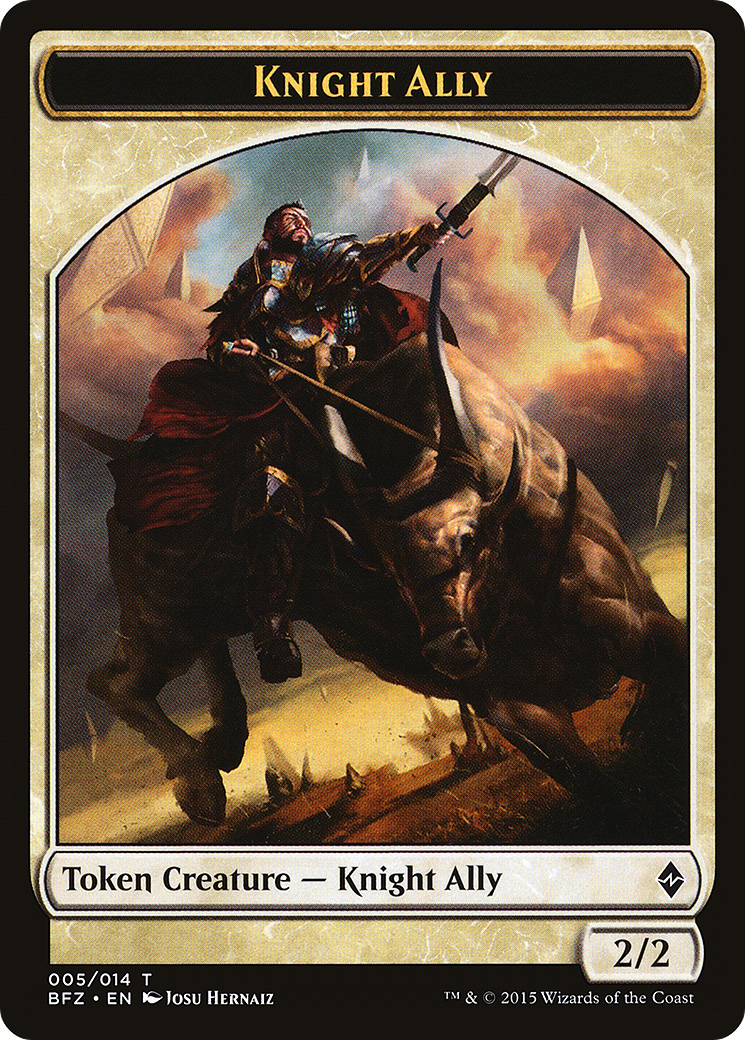 Knight Ally
Token Creature — Knight Ally
2/2
005/014 T
BFZ • EN Josu Hernaiz
™ & © 2015 Wizards of the Coast